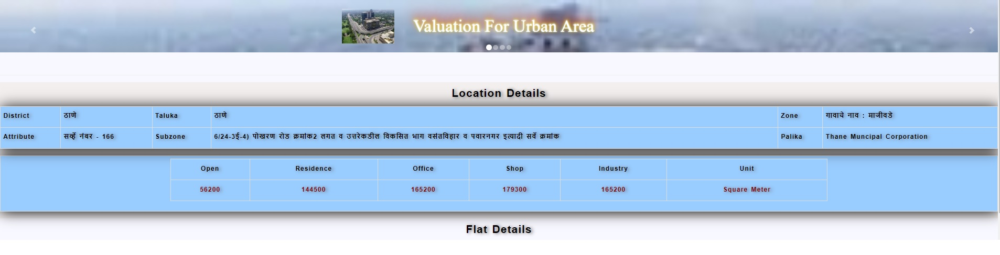 Valuation For Urban Area
Location Details
District ठाणे Taluka ठाणे Zone गावाचे नाव : माजीवडे
Attribute सर्व्हे नंबर - 166 Subzone 6/24-3ई-4) पोखरण रोड क्रमांक2 लगत व उत्तरेकडील विकसित भाग वसंतविहार व पवारनगर इत्यादी सर्वे क्रमांक Palika Thane Muncipal Corporation
Open Residence Office Shop Industry Unit
56200 144500 165200 179300 165200 Square Meter
Flat Details